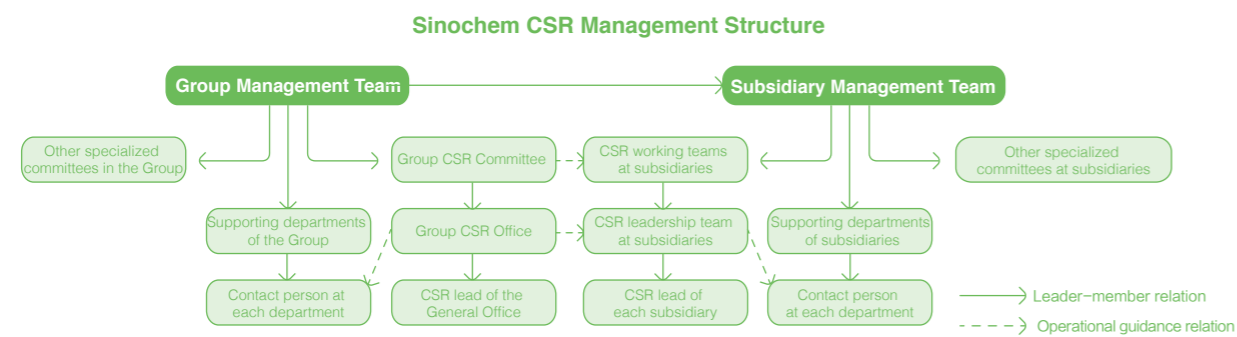 Sinochem CSR Management Structure
Group Management Team
Subsidiary Management Team
Other specialized
committees in the Group
Group CSR Committee
CSR working teams
at subsidiaries
Other specialized
committees at subsidiaries
Supporting departments
of the Group
Group CSR Office
CSR leadership team
at subsidiaries
Supporting departments
of subsidiaries
Contact person at
each department
CSR lead of the
General Office
CSR lead of
each subsidiary
Contact person
at each department
Leader-member relation
Operational guidance relation